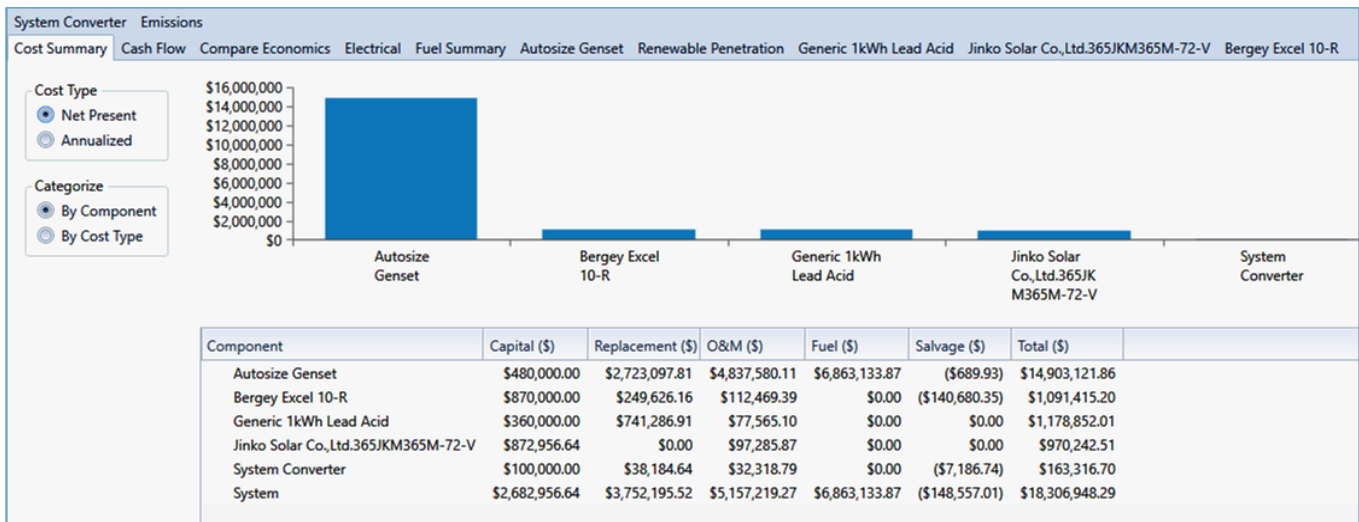 System Converter Emissions
Cost Summary Cash Flow Compare Economics Electrical Fuel Summary Autosize Genset Renewable Penetration Generic 1kWh Lead Acid Jinko Solar Co.,Ltd.365JKM365M-72-V Bergey Excel 10-R
Cost Type
Net Present
Annualized
Categorize
By Component
By Cost Type
$16,000,000
$14,000,000
$12,000,000
$10,000,000
$8,000,000
$6,000,000
$4,000,000
$2,000,000
$0
Autosize
Genset
Bergey Excel
10-R
Generic 1kWh
Lead Acid
Jinko Solar
Co.,Ltd.365JK
M365M-72-V
System
Converter
Component Capital ($) Replacement ($) O&M ($) Fuel ($) Salvage ($) Total ($)
Autosize Genset $480,000.00 $2,723,097.81 $4,837,580.11 $6,863,133.87 ($689.93) $14,903,121.86
Bergey Excel 10-R $870,000.00 $249,626.16 $112,469.39 $0.00 ($140,680.35) $1,091,415.20
Generic 1kWh Lead Acid $360,000.00 $741,286.91 $77,565.10 $0.00 $0.00 $1,178,852.01
Jinko Solar Co.,Ltd.365JKM365M-72-V $872,956.64 $0.00 $97,285.87 $0.00 $0.00 $970,242.51
System Converter $100,000.00 $38,184.64 $32,318.79 $0.00 ($7,186.74) $163,316.70
System $2,682,956.64 $3,752,195.52 $5,157,219.27 $6,863,133.87 ($148,557.01) $18,306,948.29